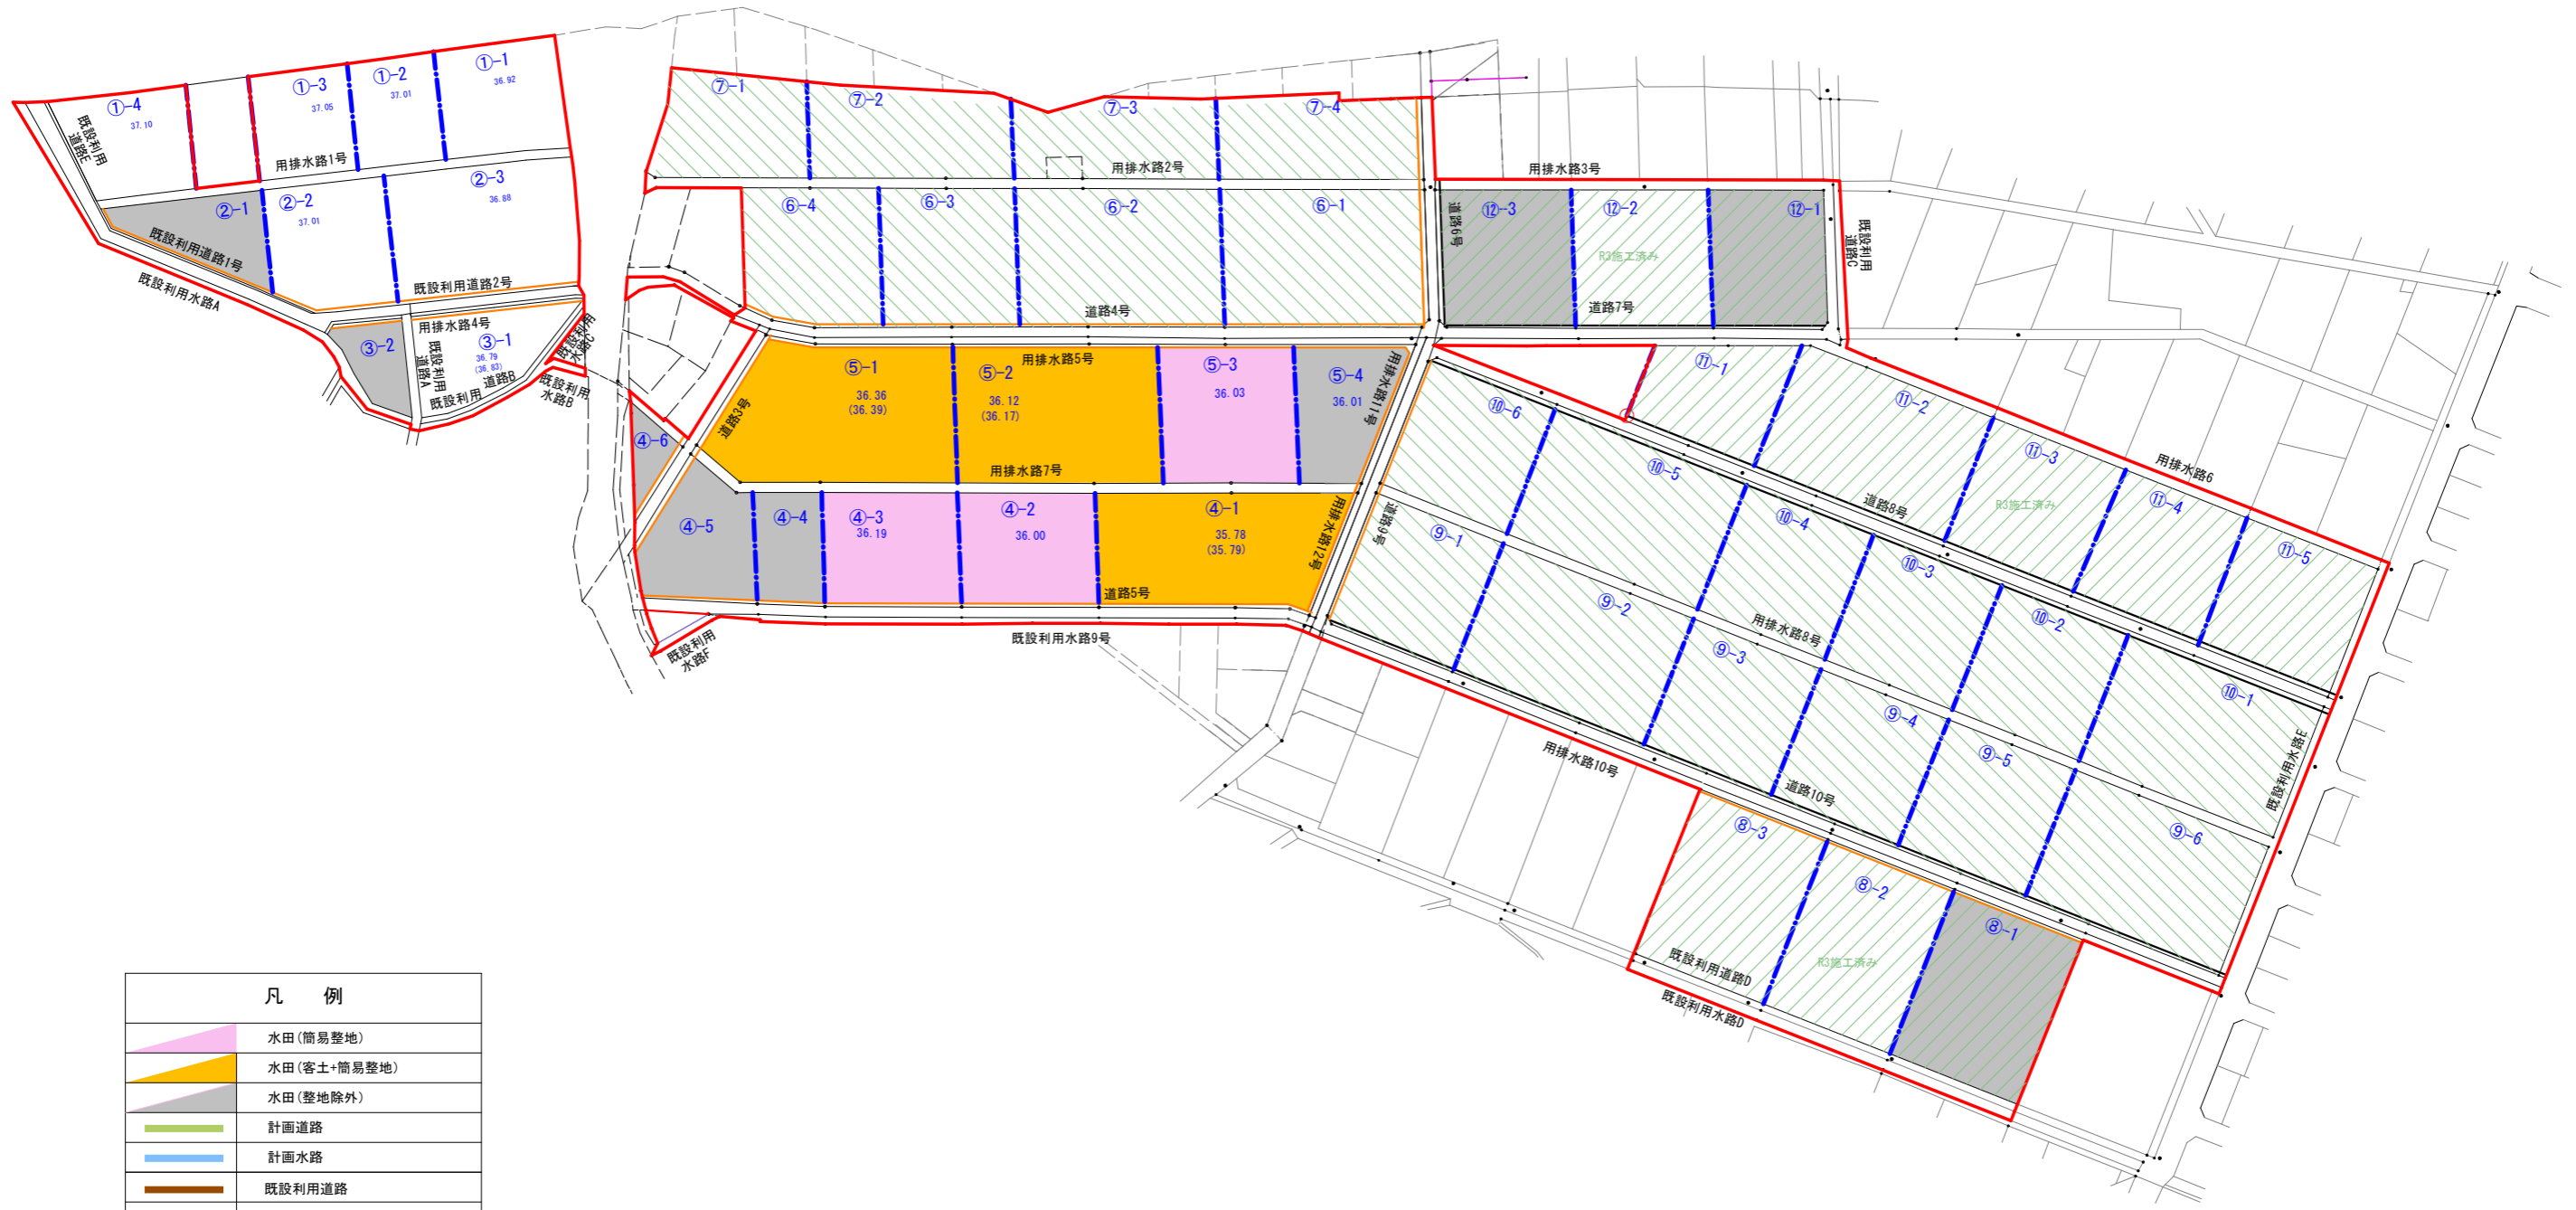 ①-4
37.10
①-3
37.05
①-2
37.01
①-1
36.92
既設利用
道路E
用排水路1号
②-1
②-2
37.01
②-3
36.88
既設利用道路1号
既設利用水路A
既設利用道路2号
用排水路4号
③-2
既設利用
道路A
③-1
36.79
(36.83)
既設利用
道路B
既設利用
水路C
既設利用
水路B
⑦-1
⑦-2
⑦-3
⑦-4
用排水路2号
⑥-4
⑥-3
⑥-2
⑥-1
道路4号
用排水路3号
道路6号
⑫-3
⑫-2
⑫-1
R3施工済み
道路7号
既設利用
道路C
道路3号
⑤-1
36.36
(36.39)
用排水路5号
⑤-2
36.12
(36.17)
⑤-3
36.03
⑤-4
36.01
用排水路11号
用排水路7号
④-6
④-5
④-4
④-3
36.19
④-2
36.00
④-1
35.78
(35.79)
用排水路12号
道路9号
道路5号
既設利用水路9号
既設利用
水路F
⑪-1
⑪-2
⑪-3
⑪-4
⑪-5
用排水路6
道路8号
R3施工済み
⑩-6
⑩-5
⑩-4
⑩-3
⑩-2
⑩-1
⑨-1
⑨-2
⑨-3
⑨-4
⑨-5
⑨-6
用排水路8号
用排水路10号
道路10号
既設利用水路E
⑧-3
⑧-2
⑧-1
R3施工済み
既設利用道路D
既設利用水路D
凡　例
水田(簡易整地)
水田(客土+簡易整地)
水田(整地除外)
計画道路
計画水路
既設利用道路